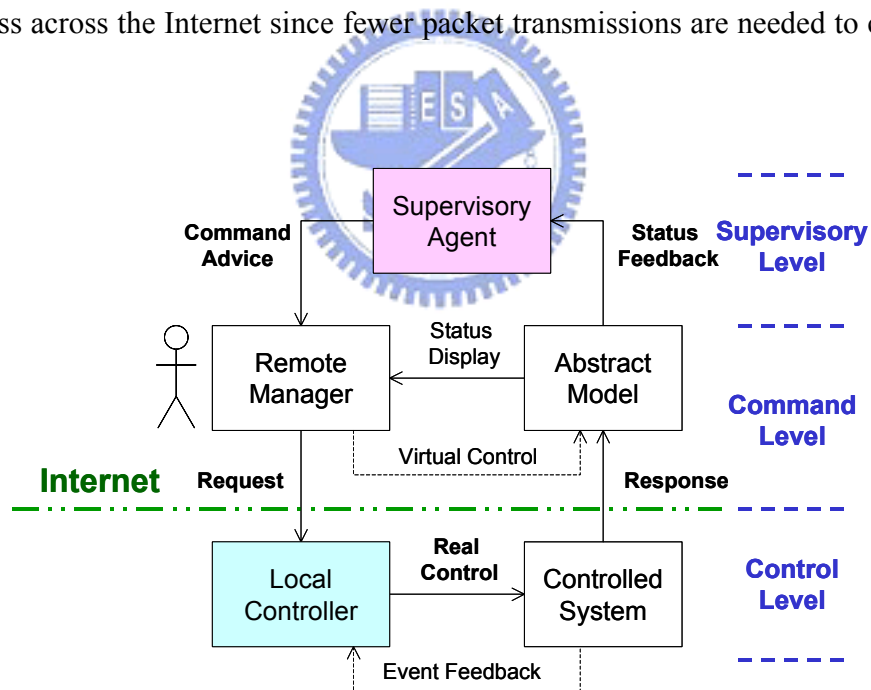 ss across the Internet since fewer packet transmissions are needed to
E S A
Supervisory
Agent
Command
Advice
Status
Feedback
Supervisory
Level
Status
Display
Remote
Manager
Abstract
Model
Command
Level
Virtual Control
Internet
Request
Response
Real
Control
Local
Controller
Controlled
System
Control
Level
Event Feedback